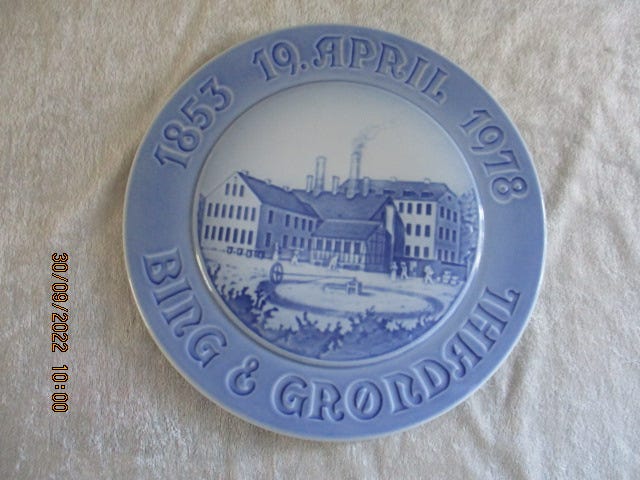 1853 19. APRIL 1978
BING & GRØNDAHL
30/09/2022 10:00